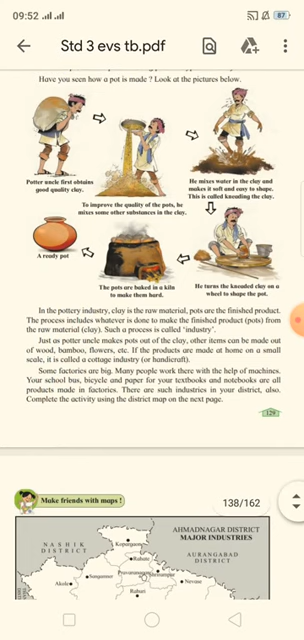 09:52
87
Std 3 evs tb.pdf
Have you seen how a pot is made ? Look at the pictures below.
Potter uncle first obtains
good quality clay.
To improve the quality of the pots, he
mixes some other substances in the clay.
He mixes water in the clay and
makes it soft and easy to shape.
This is called kneading the clay.
A ready pot
The pots are baked in a kiln
to make them hard.
He turns the kneaded clay on a
wheel to shape the pot.
In the pottery industry, clay is the raw material, pots are the finished product.
The process includes whatever is done to make the finished product (pots) from
the raw material (clay). Such a process is called 'industry'.
Just as potter uncle makes pots out of the clay, other items can be made out
of wood, bamboo, flowers, etc. If the products are made at home on a small
scale, it is called a cottage industry (or handicraft).
Some factories are big. Many people work there with the help of machines.
Your school bus, bicycle and paper for your textbooks and notebooks are all
products made in factories. There are such industries in your district, also.
Complete the activity using the district map on the next page.
129
Make friends with maps !
138/162
AHMADNAGAR DISTRICT
MAJOR INDUSTRIES
NASHIK
DISTRICT
AURANGABAD
DISTRICT
Kopargaon
Rahata
Sangamner
Shrirampur
Akole
Nevase
Rahuri